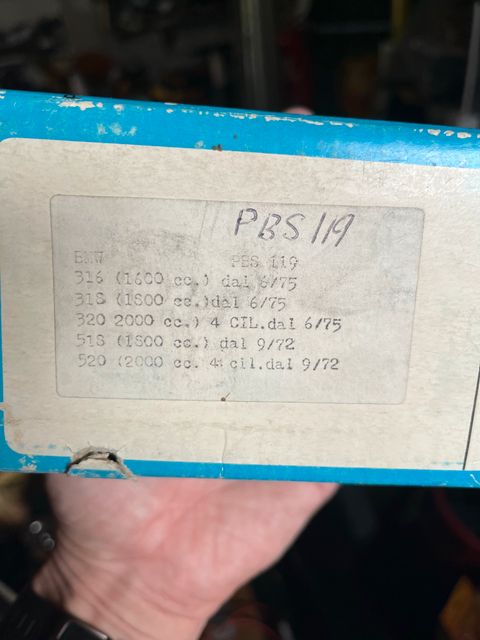 PBS 119
BMW PBS 119
316 (1600 cc.) dal 6/75
318 (1800 cc.)dal 6/75
320 2000 cc.) 4 CIL.dal 6/75
518 (1800 cc.) dal 9/72
520 (2000 cc. 4 cil.dal 9/72